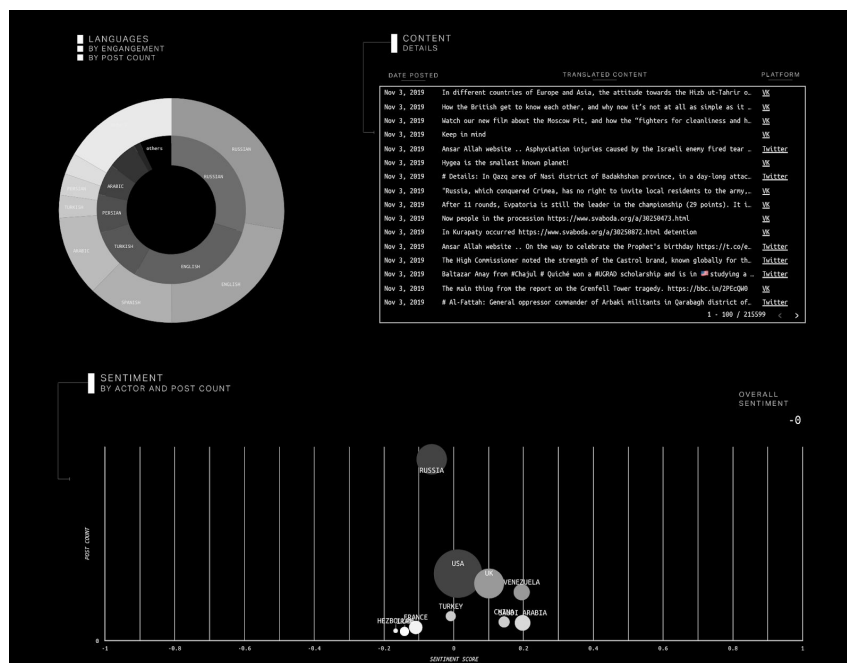 LANGUAGES
BY ENGANGEMENT
BY POST COUNT
others
RUSSIAN
RUSSIAN
ARABIC
PERSIAN
TURKISH
TURKISH
ENGLISH
ARABIC
ENGLISH
SPANISH
CONTENT
DETAILS
DATE POSTED TRANSLATED CONTENT PLATFORM
Nov 3, 2019 In different countries of Europe and Asia, the attitude towards the Hizb ut-Tahrir o… VK
Nov 3, 2019 How the British get to know each other, and why now it’s not at all as simple as it … VK
Nov 3, 2019 Watch our new film about the Moscow Pit, and how the “fighters for cleanliness and h… VK
Nov 3, 2019 Keep in mind VK
Nov 3, 2019 Ansar Allah website .. Asphyxiation injuries caused by the Israeli enemy fired tear … Twitter
Nov 3, 2019 Hygea is the smallest known planet! VK
Nov 3, 2019 # Details: In Qazq area of Nasi district of Badakhshan province, in a day-long attac… Twitter
Nov 3, 2019 "Russia, which conquered Crimea, has no right to invite local residents to the army,… VK
Nov 3, 2019 After 11 rounds, Evpatoria is still the leader in the championship (29 points). It i… VK
Nov 3, 2019 Now people in the procession https://www.svaboda.org/a/30250473.html VK
Nov 3, 2019 In Kurapaty occurred https://www.svaboda.org/a/30250872.html detention VK
Nov 3, 2019 Ansar Allah website .. On the way to celebrate the Prophet's birthday https://t.co/e… Twitter
Nov 3, 2019 The High Commissioner noted the strength of the Castrol brand, known globally for th… Twitter
Nov 3, 2019 Baltazar Anay from #Chajul # Quiché won a #UGRAD scholarship and is in 🇺🇸 studying a … Twitter
Nov 3, 2019 The main thing from the report on the Grenfell Tower tragedy. https://bbc.in/2PEcQW0 VK
Nov 3, 2019 # Al-Fattah: General oppressor commander of Arbaki militants in Qarabagh district of… Twitter
1 - 100 / 215599 < >
SENTIMENT
BY ACTOR AND POST COUNT
OVERALL
SENTIMENT
-0
RUSSIA
USA
UK
VENEZUELA
TURKEY
CHINA
SAUDI ARABIA
FRANCE
POST COUNT
0
-1 -0.8 -0.6 -0.4 -0.2 0 0.2 0.4 0.6 0.8 1
SENTIMENT SCORE